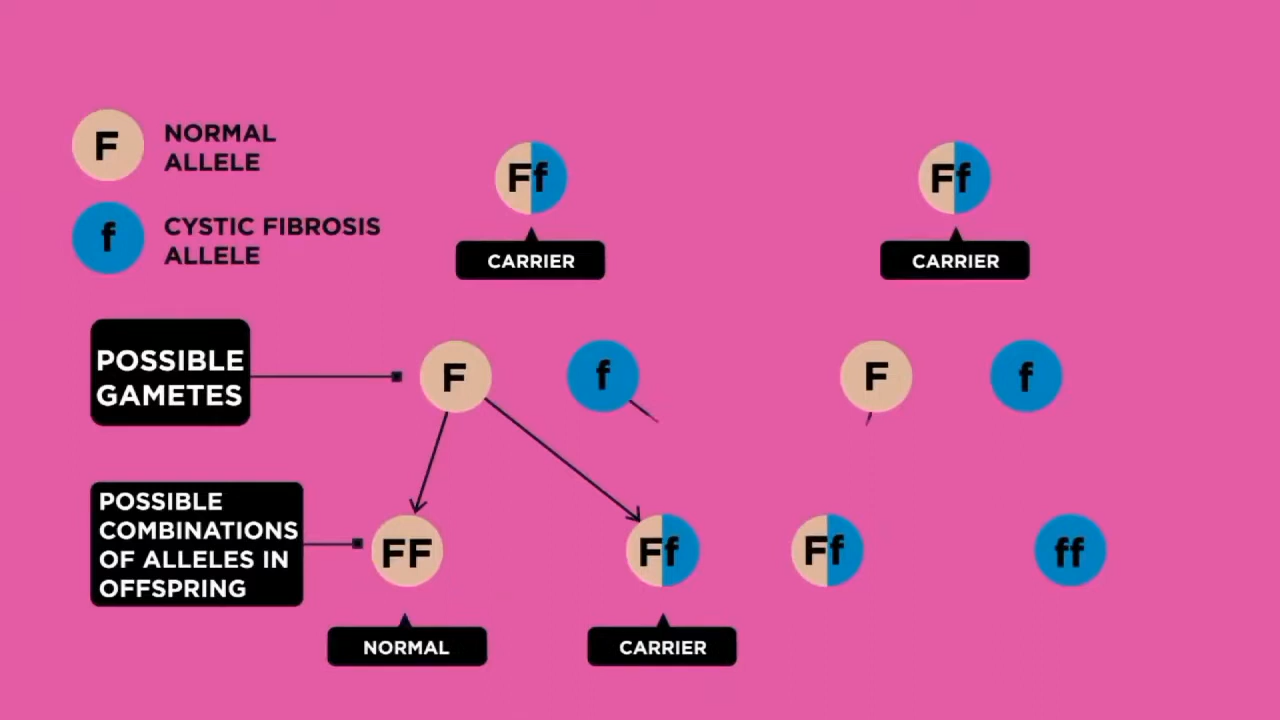 F
NORMAL
ALLELE
f
CYSTIC FIBROSIS
ALLELE
Ff
CARRIER
Ff
CARRIER
POSSIBLE
GAMETES
F
f
F
f
POSSIBLE
COMBINATIONS
OF ALLELES IN
OFFSPRING
FF
Ff
Ff
ff
NORMAL
CARRIER